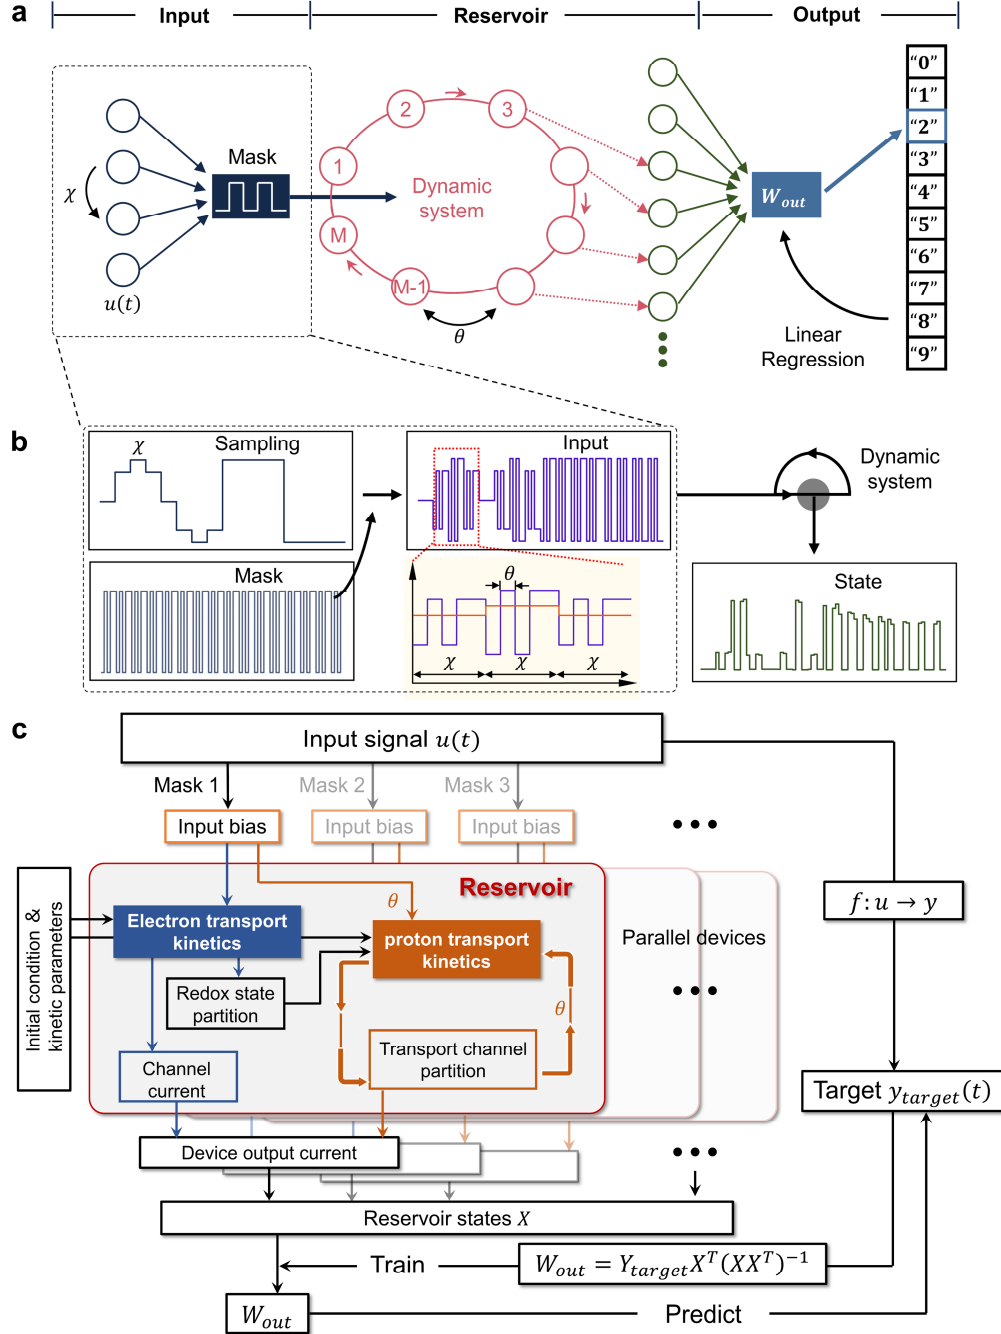 a
Input
Reservoir
Output
χ
u(t)
Mask
1
2
3
M
M-1
Dynamic
system
θ
W_out
Linear
Regression
“0”
“1”
“2”
“3”
“4”
“5”
“6”
“7”
“8”
“9”
b
χ
Sampling
Mask
Input
θ
χ
χ
χ
Dynamic
system
State
c
Input signal u(t)
Mask 1
Mask 2
Mask 3
Input bias
Input bias
Input bias
Reservoir
θ
Initial condition &
kinetic parameters
Electron transport
kinetics
proton transport
kinetics
Redox state
partition
θ
Channel
current
Transport channel
partition
Parallel devices
f: u → y
Target y_target(t)
Device output current
Reservoir states X
Train
W_out = Y_target X^T (XX^T)^−1
W_out
Predict